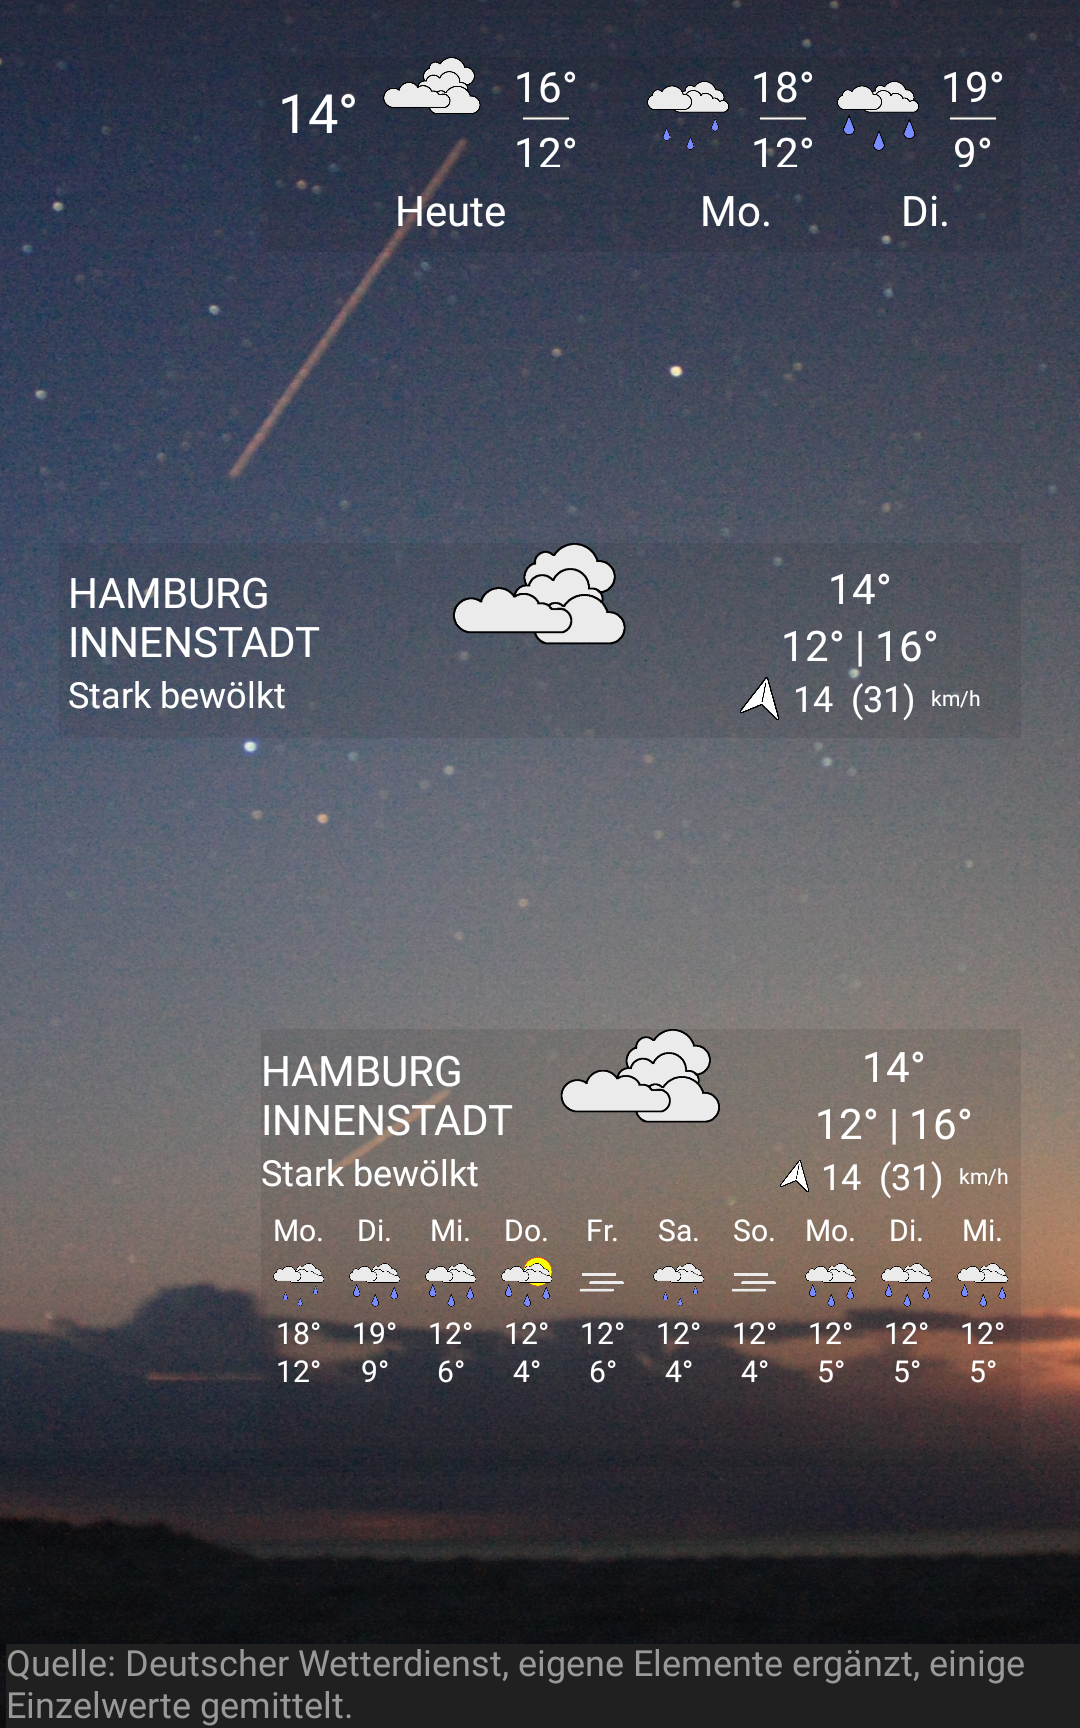 14° 16° 18° 19°
12° 12° 9°
Heute Mo. Di.
HAMBURG 14°
INNENSTADT 12° | 16°
Stark bewölkt 14 (31) km/h
HAMBURG 14°
INNENSTADT 12° | 16°
Stark bewölkt 14 (31) km/h
Mo. Di. Mi. Do. Fr. Sa. So. Mo. Di. Mi.
18° 19° 12° 12° 12° 12° 12° 12° 12° 12°
12° 9° 6° 4° 6° 4° 4° 5° 5° 5°
Quelle: Deutscher Wetterdienst, eigene Elemente ergänzt, einige
Einzelwerte gemittelt.